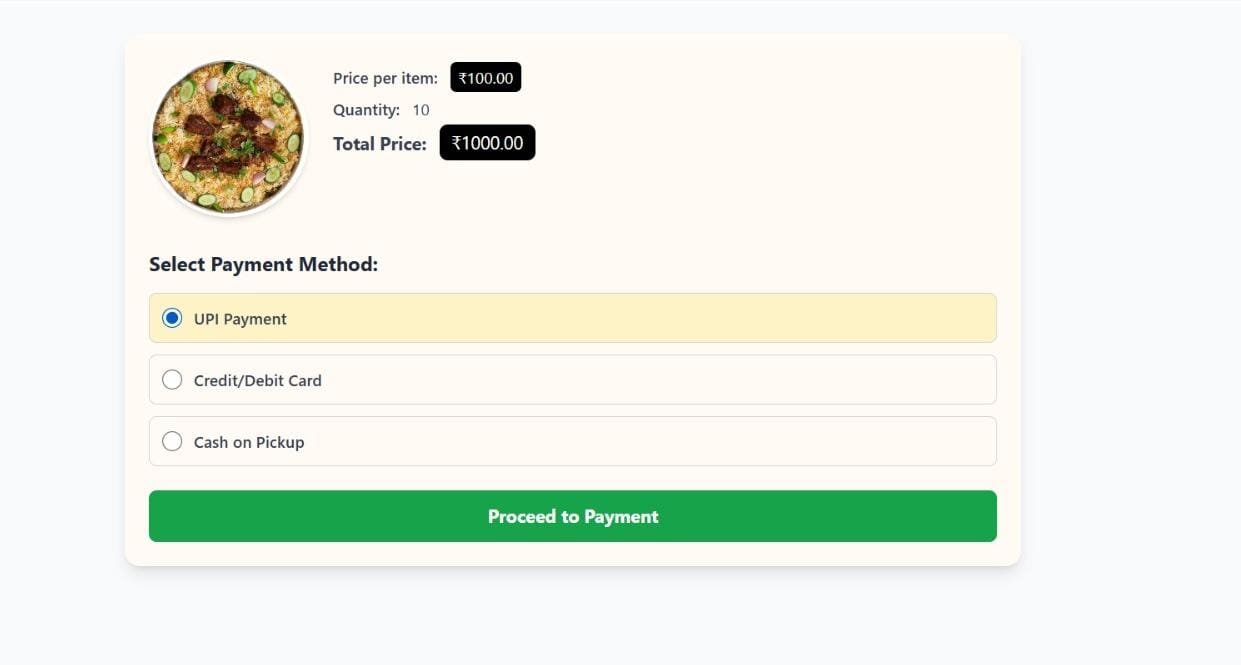 Price per item: ₹100.00
Quantity: 10
Total Price: ₹1000.00
Select Payment Method:
UPI Payment
Credit/Debit Card
Cash on Pickup
Proceed to Payment